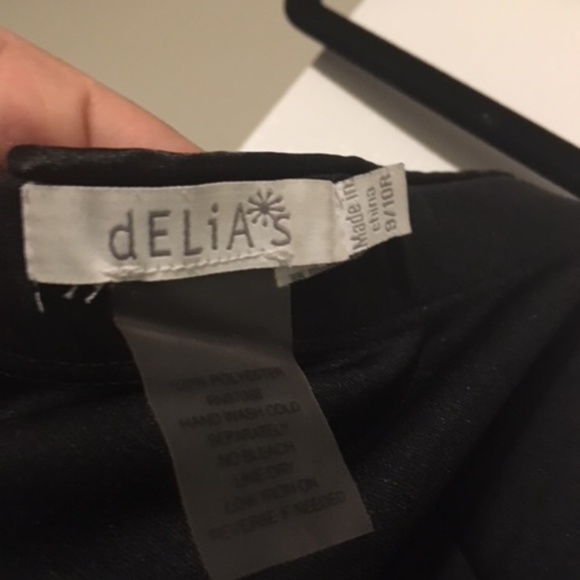 dELiA*S
Made in
china
9/10R
100% POLYESTER
HAND WASH COLD
SEPARATELY
NO BLEACH
LINE DRY
LOW IRON ON
REVERSE IF NEEDED